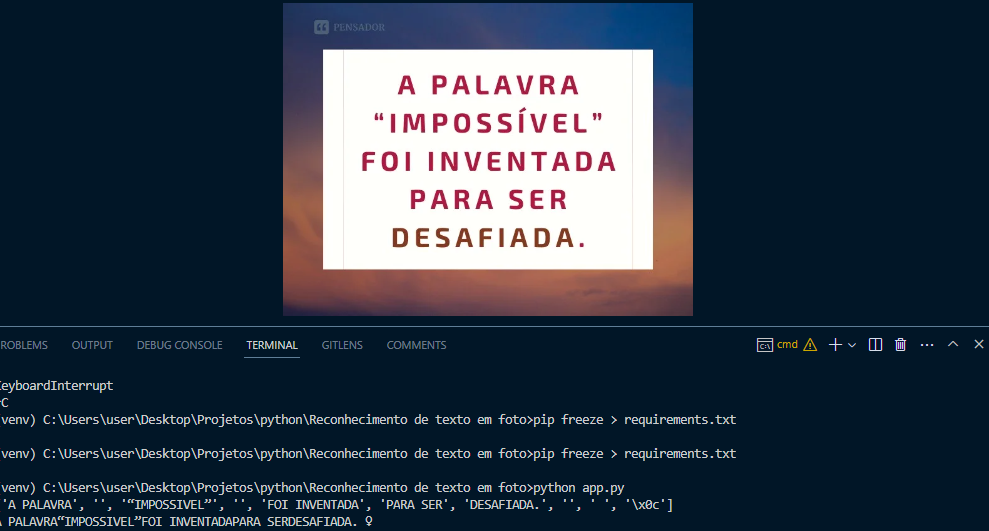 PENSADOR
A PALAVRA
“IMPOSSÍVEL”
FOI INVENTADA
PARA SER
DESAFIADA.
ROBLEMS OUTPUT DEBUG CONSOLE TERMINAL GITLENS COMMENTS cmd
eyboardInterrupt
C
venv) C:\Users\user\Desktop\Projetos\python\Reconhecimento de texto em foto>pip freeze > requirements.txt
venv) C:\Users\user\Desktop\Projetos\python\Reconhecimento de texto em foto>pip freeze > requirements.txt
venv) C:\Users\user\Desktop\Projetos\python\Reconhecimento de texto em foto>python app.py
'A PALAVRA', '', '“IMPOSSIVEL”', '', 'FOI INVENTADA', 'PARA SER', 'DESAFIADA.', '', ' ', '\x0c']
A PALAVRA“IMPOSSIVEL”FOI INVENTADAPARA SERDESAFIADA. ♀